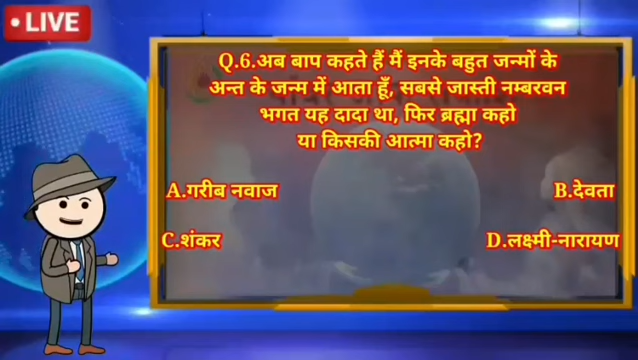 LIVE
Q.6.अब बाप कहते हैं मैं इनके बहुत जन्मों के
अन्त के जन्म में आता हूँ, सबसे जास्ती नम्बरवन
भगत यह दादा था, फिर ब्रह्मा कहो
या किसकी आत्मा कहो?
A.गरीब नवाज
B.देवता
C.शंकर
D.लक्ष्मी-नारायण